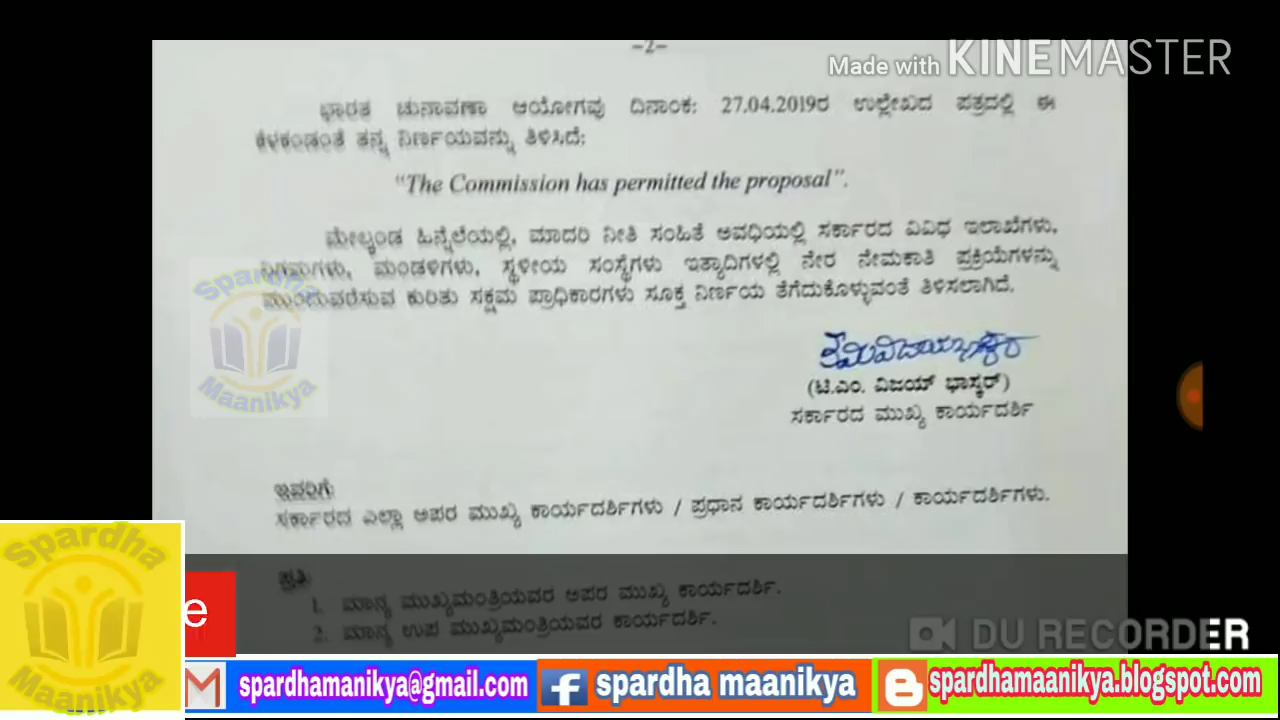 -2-
Made with KINEMASTER
ಭಾರತ ಚುನಾವಣಾ ಆಯೋಗವು ದಿನಾಂಕ: 27.04.2019ರ ಉಲ್ಲೇಖದ ಪತ್ರದಲ್ಲಿ ಈ
ಕೆಳಕಂಡಂತೆ ತನ್ನ ನಿರ್ಣಯವನ್ನು ತಿಳಿಸಿದೆ:
"The Commission has permitted the proposal".
ಮೇಲ್ಕಂಡ ಹಿನ್ನೆಲೆಯಲ್ಲಿ, ಮಾದರಿ ನೀತಿ ಸಂಹಿತೆ ಅವಧಿಯಲ್ಲಿ ಸರ್ಕಾರದ ವಿವಿಧ ಇಲಾಖೆಗಳು,
ನಿಗಮಗಳು, ಮಂಡಳಿಗಳು, ಸ್ಥಳೀಯ ಸಂಸ್ಥೆಗಳು ಇತ್ಯಾದಿಗಳಲ್ಲಿ ನೇರ ನೇಮಕಾತಿ ಪ್ರಕ್ರಿಯೆಗಳನ್ನು
ಮುಂದುವರೆಸುವ ಕುರಿತು ಸಕ್ಷಮ ಪ್ರಾಧಿಕಾರಗಳು ಸೂಕ್ತ ನಿರ್ಣಯ ತೆಗೆದುಕೊಳ್ಳುವಂತೆ ತಿಳಿಸಲಾಗಿದೆ.
Spardha
Maanikya
(ಟಿ.ಎಂ. ವಿಜಯ್ ಭಾಸ್ಕರ್)
ಸರ್ಕಾರದ ಮುಖ್ಯ ಕಾರ್ಯದರ್ಶಿ
ಇವರಿಗೆ:
ಸರ್ಕಾರದ ಎಲ್ಲಾ ಅಪರ ಮುಖ್ಯ ಕಾರ್ಯದರ್ಶಿಗಳು / ಪ್ರಧಾನ ಕಾರ್ಯದರ್ಶಿಗಳು / ಕಾರ್ಯದರ್ಶಿಗಳು.
ಪ್ರತಿ:
1. ಮಾನ್ಯ ಮುಖ್ಯಮಂತ್ರಿಯವರ ಅಪರ ಮುಖ್ಯ ಕಾರ್ಯದರ್ಶಿ.
2. ಮಾನ್ಯ ಉಪ ಮುಖ್ಯಮಂತ್ರಿಯವರ ಕಾರ್ಯದರ್ಶಿ.
Spardha
Maanikya
e
DU RECORDER
spardhamanikya@gmail.com spardha maanikya spardhamaanikya.blogspot.com